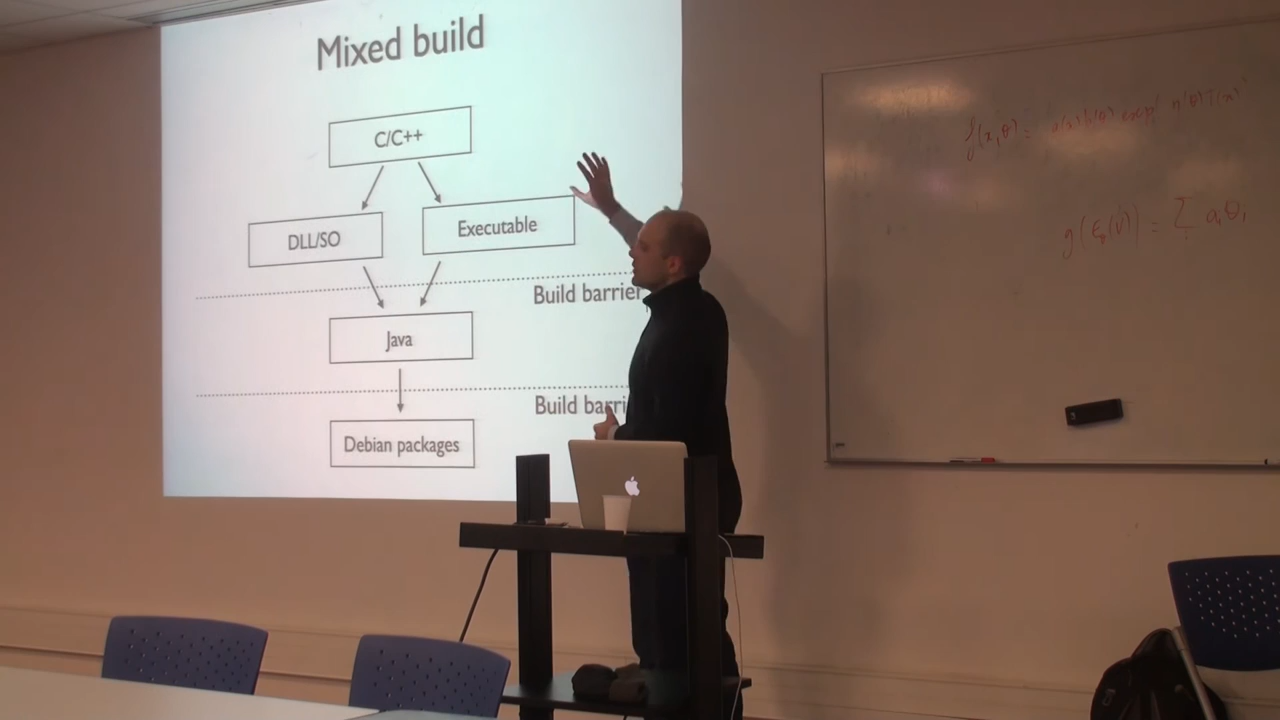 Mixed build
C/C++
DLL/SO
Executable
Build barrier
Java
Build barri
Debian packages